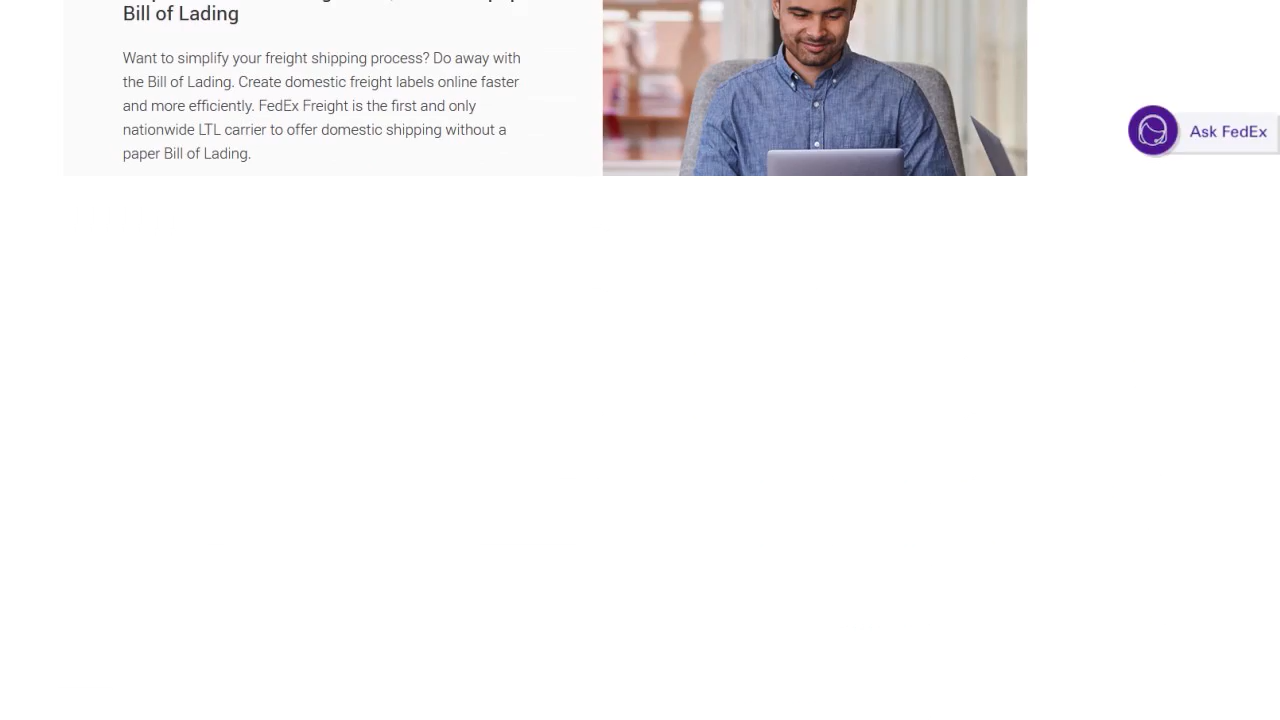 Bill of Lading
Want to simplify your freight shipping process? Do away with
the Bill of Lading. Create domestic freight labels online faster
and more efficiently. FedEx Freight is the first and only
nationwide LTL carrier to offer domestic shipping without a
paper Bill of Lading.
Ask FedEx